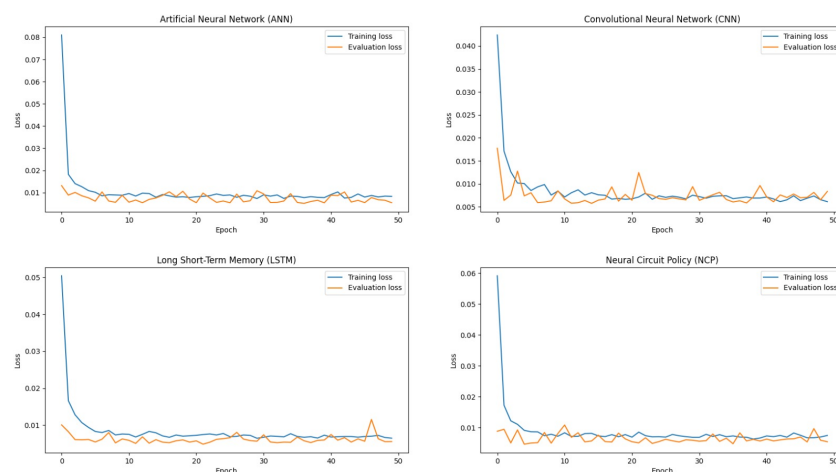 Artificial Neural Network (ANN)
0.08
0.07
0.06
0.05
0.04
0.03
0.02
0.01
Loss
Training loss
Evaluation loss
0 10 20 30 40 50
Epoch
Convolutional Neural Network (CNN)
0.040
0.035
0.030
0.025
0.020
0.015
0.010
0.005
Loss
Training loss
Evaluation loss
0 10 20 30 40 50
Epoch
Long Short-Term Memory (LSTM)
0.05
0.04
0.03
0.02
0.01
Loss
Training loss
Evaluation loss
0 10 20 30 40 50
Epoch
Neural Circuit Policy (NCP)
0.06
0.05
0.04
0.03
0.02
0.01
Loss
Training loss
Evaluation loss
0 10 20 30 40 50
Epoch